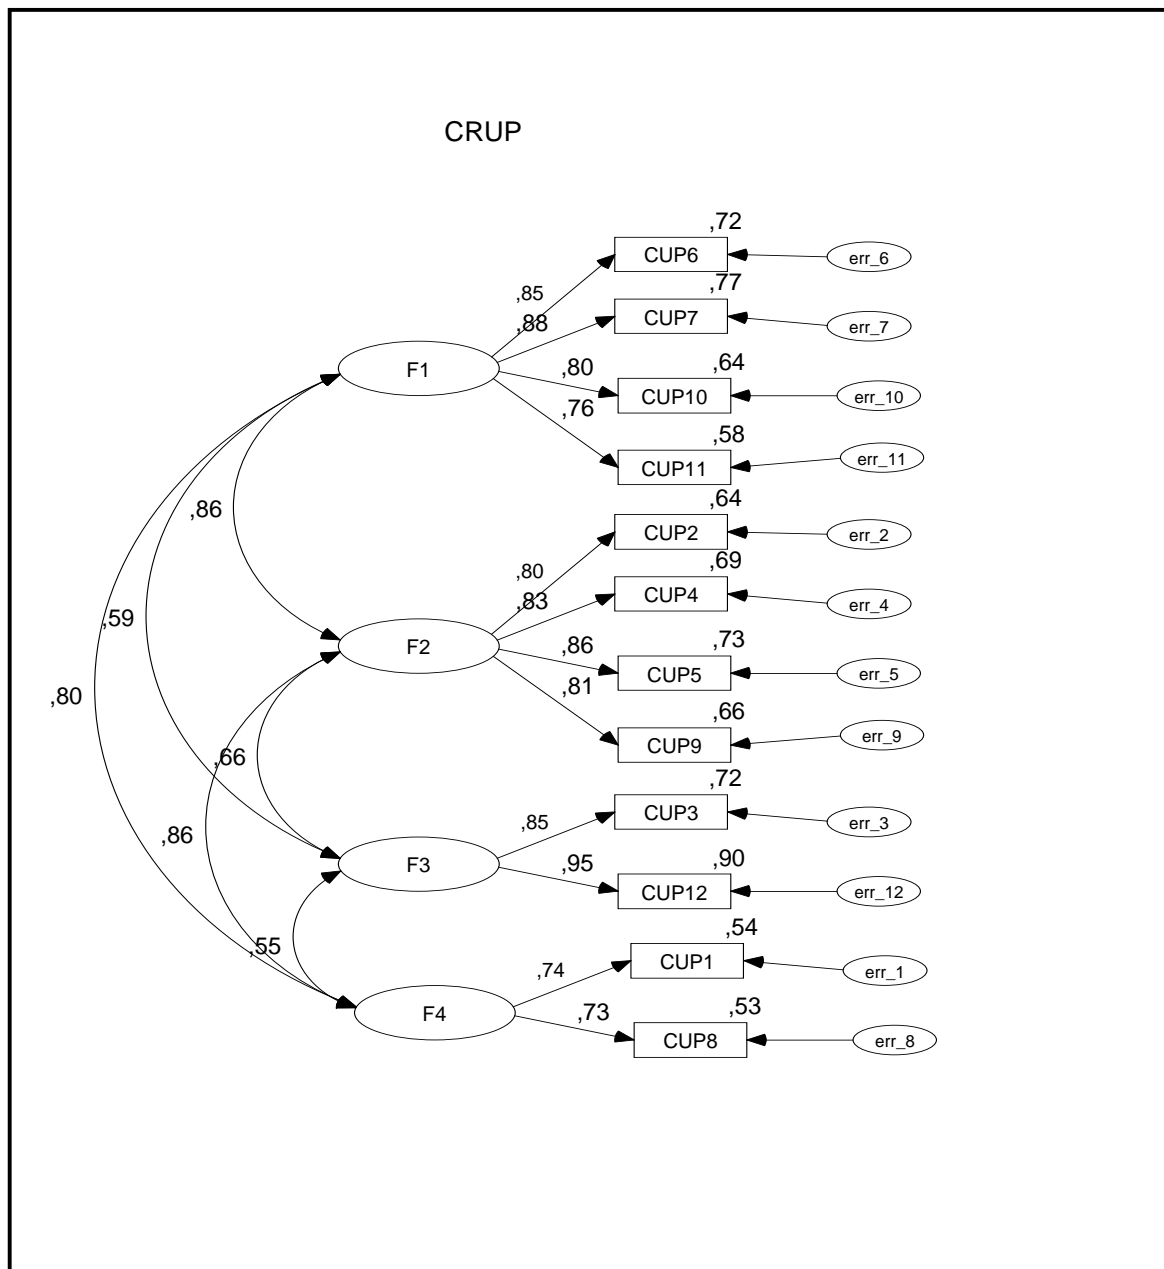 CRUP
,72
CUP6
err_6
,85
,77
CUP7
err_7
,88
F1
,80
,64
CUP10
err_10
,76
,58
CUP11
err_11
,86
,64
CUP2
err_2
,80
,69
CUP4
err_4
,83
,59
F2
,86
,73
CUP5
err_5
,80
,81
,66
CUP9
err_9
,66
,72
CUP3
err_3
,85
,86
F3
,95
,90
CUP12
err_12
,55
,54
CUP1
err_1
,74
F4
,73
,53
CUP8
err_8